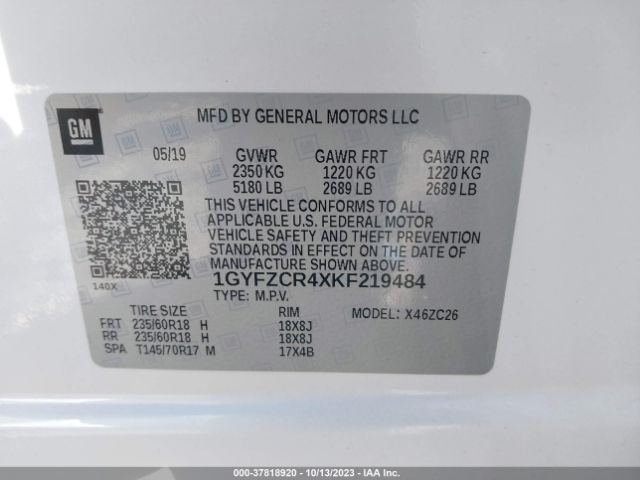 GM
MFD BY GENERAL MOTORS LLC
05/19 GVWR GAWR FRT GAWR RR
2350 KG 1220 KG 1220 KG
5180 LB 2689 LB 2689 LB
THIS VEHICLE CONFORMS TO ALL
APPLICABLE U.S. FEDERAL MOTOR
VEHICLE SAFETY AND THEFT PREVENTION
STANDARDS IN EFFECT ON THE DATE OF
MANUFACTURE SHOWN ABOVE.
140X
1GYFZCR4XKF219484
TYPE: M.P.V.
TIRE SIZE RIM MODEL: X46ZC26
FRT 235/60R18 H 18X8J
RR 235/60R18 H 18X8J
SPA T145/70R17 M 17X4B
000-37818920 - 10/13/2023 - COPART